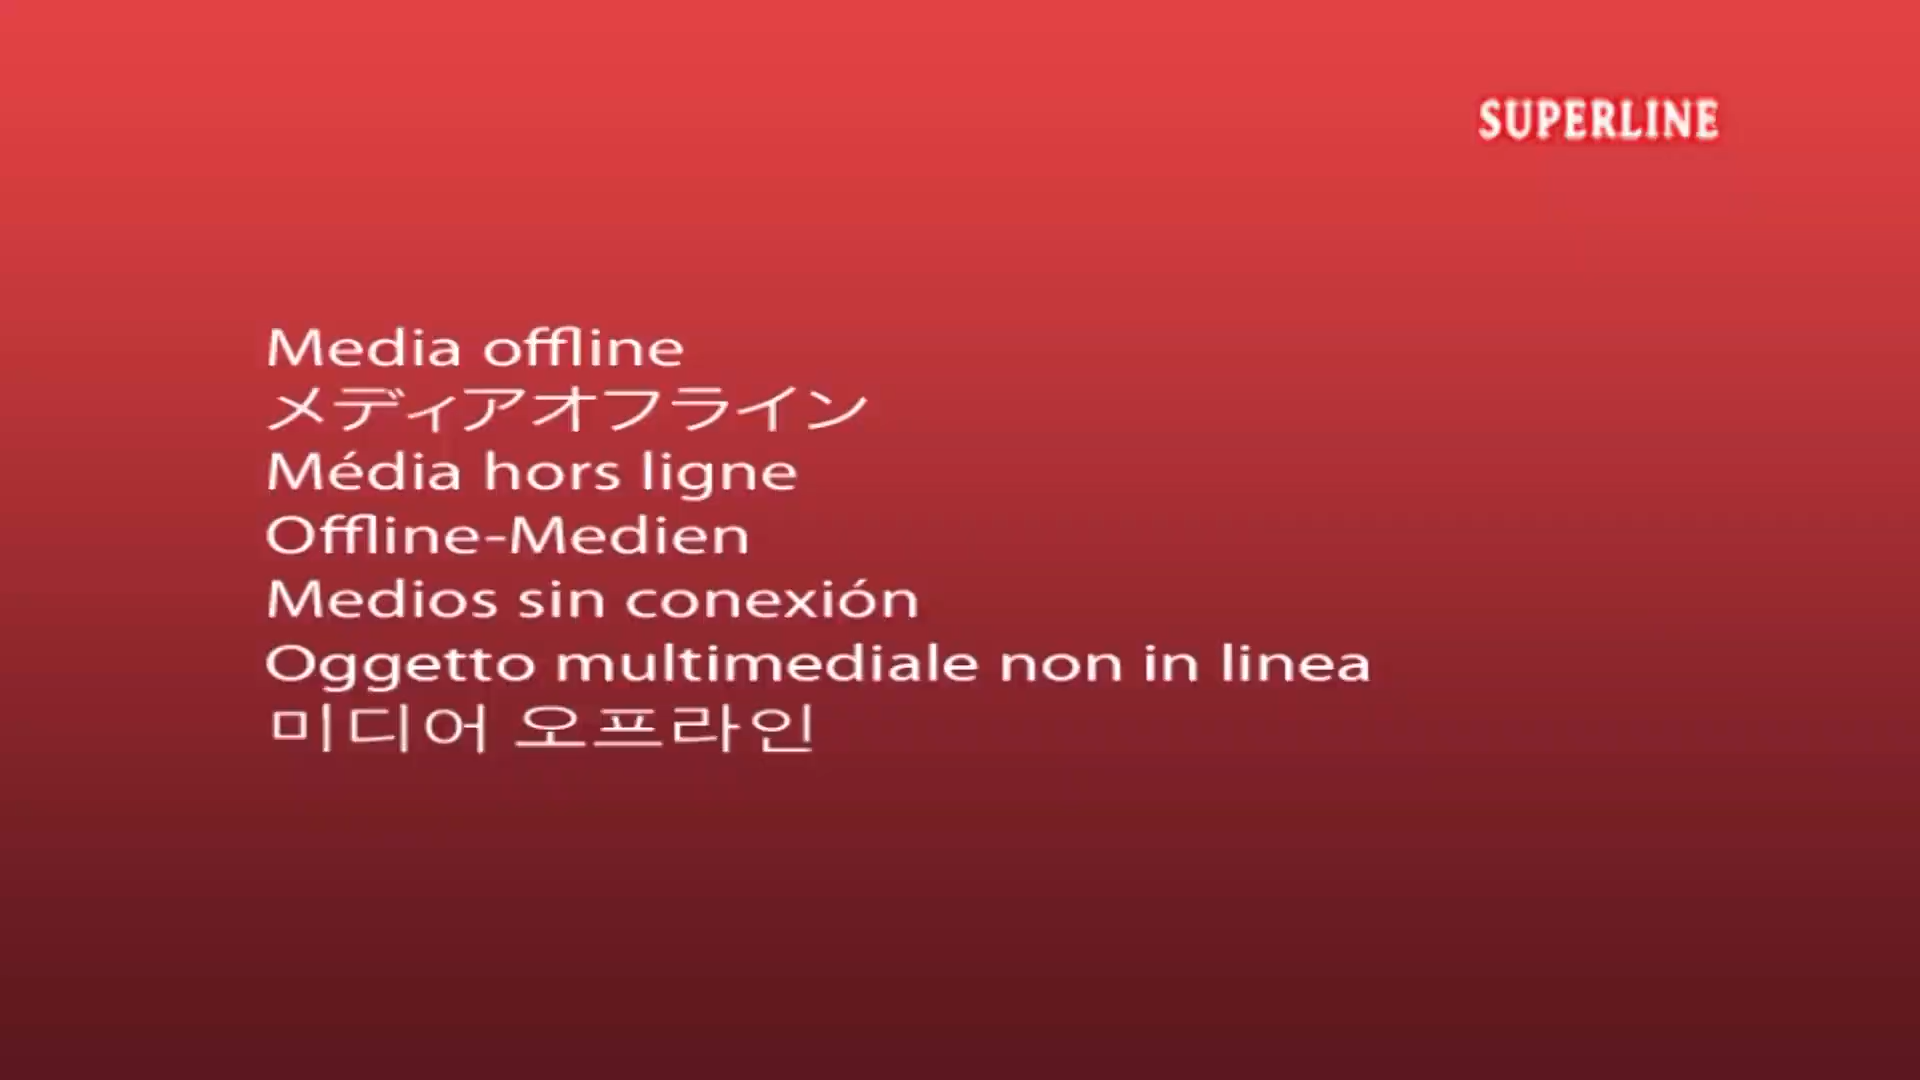 SUPERLINE
Media offline
メディアオフライン
Média hors ligne
Offline-Medien
Medios sin conexión
Oggetto multimediale non in linea
미디어 오프라인